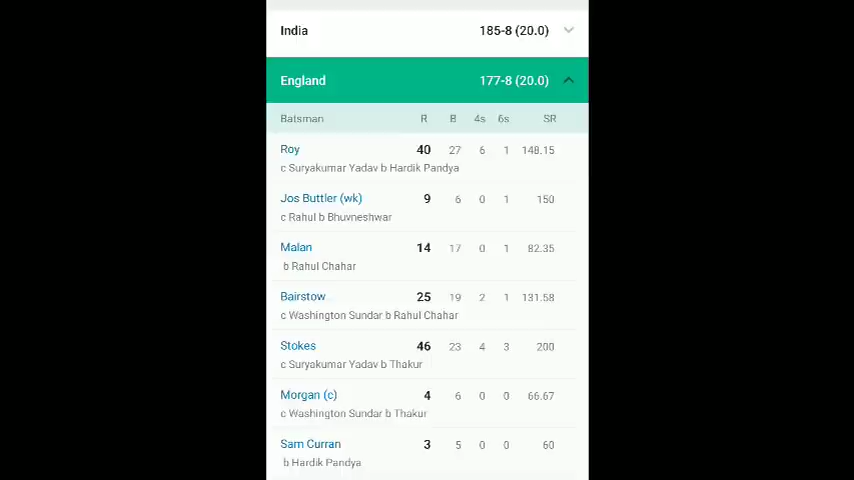 India 185-8 (20.0)
England 177-8 (20.0)
Batsman R B 4s 6s SR
Roy 40 27 6 1 148.15
c Suryakumar Yadav b Hardik Pandya
Jos Buttler (wk) 9 6 0 1 150
c Rahul b Bhuvneshwar
Malan 14 17 0 1 82.35
b Rahul Chahar
Bairstow 25 19 2 1 131.58
c Washington Sundar b Rahul Chahar
Stokes 46 23 4 3 200
c Suryakumar Yadav b Thakur
Morgan (c) 4 6 0 0 66.67
c Washington Sundar b Thakur
Sam Curran 3 5 0 0 60
b Hardik Pandya